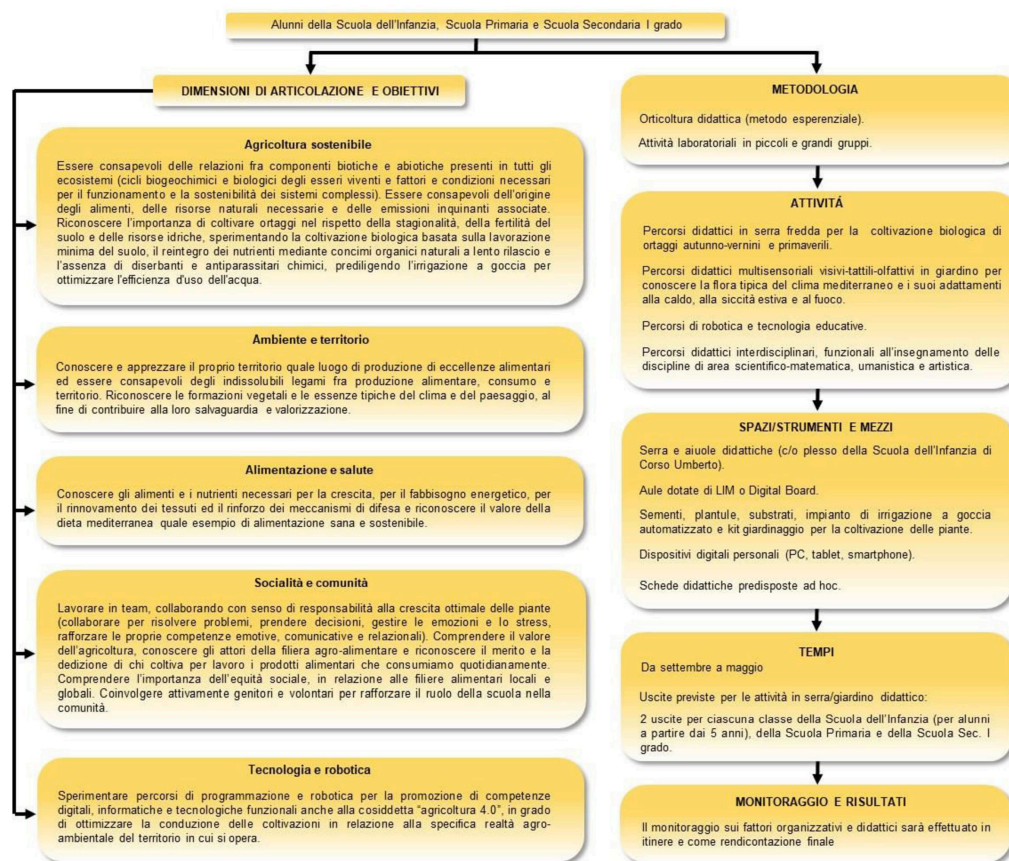 Alunni della Scuola dell'Infanzia, Scuola Primaria e Scuola Secondaria I grado
DIMENSIONI DI ARTICOLAZIONE E OBIETTIVI
Agricoltura sostenibile
Essere consapevoli delle relazioni fra componenti biotiche e abiotiche presenti in tutti gli
ecosistemi (cicli biogeochimici e biologici degli esseri viventi e fattori e condizioni necessari
per il funzionamento e la sostenibilità dei sistemi complessi). Essere consapevoli dell'origine
degli alimenti, delle risorse naturali necessarie e delle emissioni inquinanti associate.
Riconoscere l'importanza di coltivare ortaggi nel rispetto della stagionalità, della fertilità del
suolo e delle risorse idriche, sperimentando la coltivazione biologica basata sulla lavorazione
minima del suolo, il reintegro dei nutrienti mediante concimi organici naturali a lento rilascio e
l'assenza di diserbanti e antiparassitari chimici, prediligendo l'irrigazione a goccia per
ottimizzare l'efficienza d'uso dell'acqua.
Ambiente e territorio
Conoscere e apprezzare il proprio territorio quale luogo di produzione di eccellenze alimentari
ed essere consapevoli degli indissolubili legami fra produzione alimentare, consumo e
territorio. Riconoscere le formazioni vegetali e le essenze tipiche del clima e del paesaggio, al
fine di contribuire alla loro salvaguardia e valorizzazione.
Alimentazione e salute
Conoscere gli alimenti e i nutrienti necessari per la crescita, per il fabbisogno energetico, per
il rinnovamento dei tessuti ed il rinforzo dei meccanismi di difesa e riconoscere il valore della
dieta mediterranea quale esempio di alimentazione sana e sostenibile.
Socialità e comunità
Lavorare in team, collaborando con senso di responsabilità alla crescita ottimale delle piante
(collaborare per risolvere problemi, prendere decisioni, gestire le emozioni e lo stress,
rafforzare le proprie competenze emotive, comunicative e relazionali). Comprendere il valore
dell'agricoltura, conoscere gli attori della filiera agro-alimentare e riconoscere il merito e la
dedizione di chi coltiva per lavoro i prodotti alimentari che consumiamo quotidianamente.
Comprendere l'importanza dell'equità sociale, in relazione alle filiere alimentari locali e
globali. Coinvolgere attivamente genitori e volontari per rafforzare il ruolo della scuola nella
comunità.
Tecnologia e robotica
Sperimentare percorsi di programmazione e robotica per la promozione di competenze
digitali, informatiche e tecnologiche funzionali anche alla cosiddetta "agricoltura 4.0", in grado
di ottimizzare la conduzione delle coltivazioni in relazione alla specifica realtà agro-
ambientale del territorio in cui si opera.
METODOLOGIA
Orticoltura didattica (metodo esperenziale).
Attività laboratoriali in piccoli e grandi gruppi.
ATTIVITÁ
Percorsi didattici in serra fredda per la coltivazione biologica di
ortaggi autunno-vernini e primaverili.
Percorsi didattici multisensoriali visivi-tattili-olfattivi in giardino per
conoscere la flora tipica del clima mediterraneo e i suoi adattamenti
alla caldo, alla siccità estiva e al fuoco.
Percorsi di robotica e tecnologia educative.
Percorsi didattici interdisciplinari, funzionali all'insegnamento delle
discipline di area scientifico-matematica, umanistica e artistica.
SPAZI/STRUMENTI E MEZZI
Serra e aiuole didattiche (c/o plesso della Scuola dell'Infanzia di
Corso Umberto).
Aule dotate di LIM o Digital Board.
Sementi, plantule, substrati, impianto di irrigazione a goccia
automatizzato e kit giardinaggio per la coltivazione delle piante.
Dispositivi digitali personali (PC, tablet, smartphone).
Schede didattiche predisposte ad hoc.
TEMPI
Da settembre a maggio
Uscite previste per le attività in serra/giardino didattico:
2 uscite per ciascuna classe della Scuola dell'Infanzia (per alunni
a partire dai 5 anni), della Scuola Primaria e della Scuola Sec. I
grado.
MONITORAGGIO E RISULTATI
Il monitoraggio sui fattori organizzativi e didattici sarà effettuato in
itinere e come rendicontazione finale